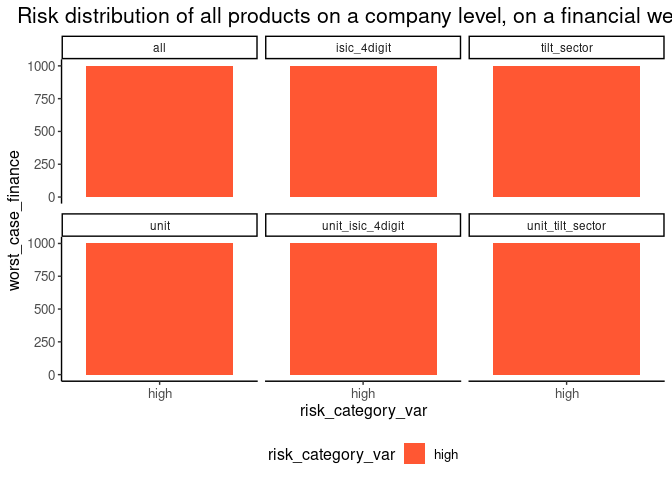 Risk distribution of all products on a company level, on a financial we
all isic_4digit tilt_sector
1000
750
500
250
0
unit unit_isic_4digit unit_tilt_sector
1000
750
500
250
0
worst_case_finance
high high high
risk_category_var
risk_category_var high